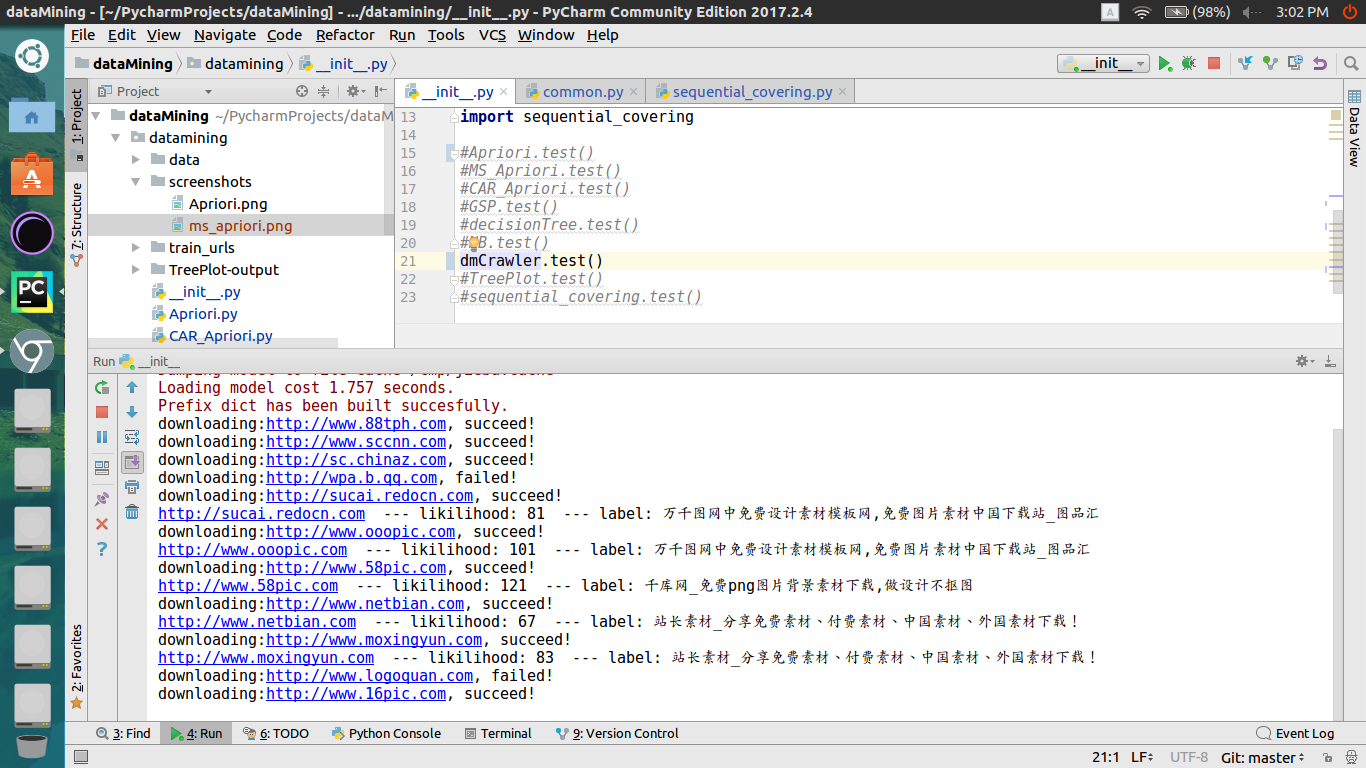 dataMining - [~/PycharmProjects/dataMining] - .../datamining/__init__.py - PyCharm Community Edition 2017.2.4
A (98%) 3:02 PM
File Edit View Navigate Code Refactor Run Tools VCS Window Help
dataMining datamining __init__.py
__init__
1: Project
Project
__init__.py common.py sequential_covering.py
dataMining ~/PycharmProjects/dataM
datamining
data
screenshots
Apriori.png
ms_apriori.png
train_urls
TreePlot-output
__init__.py
Apriori.py
CAR_Apriori.py
13 import sequential_covering
14
15 #Apriori.test()
16 #MS_Apriori.test()
17 #CAR_Apriori.test()
18 #GSP.test()
19 #decisionTree.test()
20 # B.test()
21 dmCrawler.test()
22 #TreePlot.test()
23 #sequential_covering.test()
Data View
7: Structure
PC
Run __init__
Loading model cost 1.757 seconds.
Prefix dict has been built succesfully.
downloading:http://www.88tph.com, succeed!
downloading:http://www.sccnn.com, succeed!
downloading:http://sc.chinaz.com, succeed!
downloading:http://wpa.b.qq.com, failed!
downloading:http://sucai.redocn.com, succeed!
http://sucai.redocn.com --- likilihood: 81 --- label: 万千图网中免费设计素材模板网,免费图片素材中国下载站_图品汇
downloading:http://www.ooopic.com, succeed!
http://www.ooopic.com --- likilihood: 101 --- label: 万千图网中免费设计素材模板网,免费图片素材中国下载站_图品汇
downloading:http://www.58pic.com, succeed!
http://www.58pic.com --- likilihood: 121 --- label: 千库网_免费png图片背景素材下载,做设计不抠图
downloading:http://www.netbian.com, succeed!
http://www.netbian.com --- likilihood: 67 --- label: 站长素材_分享免费素材、付费素材、中国素材、外国素材下载！
downloading:http://www.moxingyun.com, succeed!
http://www.moxingyun.com --- likilihood: 83 --- label: 站长素材_分享免费素材、付费素材、中国素材、外国素材下载！
downloading:http://www.logoquan.com, failed!
downloading:http://www.16pic.com, succeed!
2: Favorites
3: Find 4: Run 6: TODO Python Console Terminal 9: Version Control Event Log
21:1 LF UTF-8 Git: master